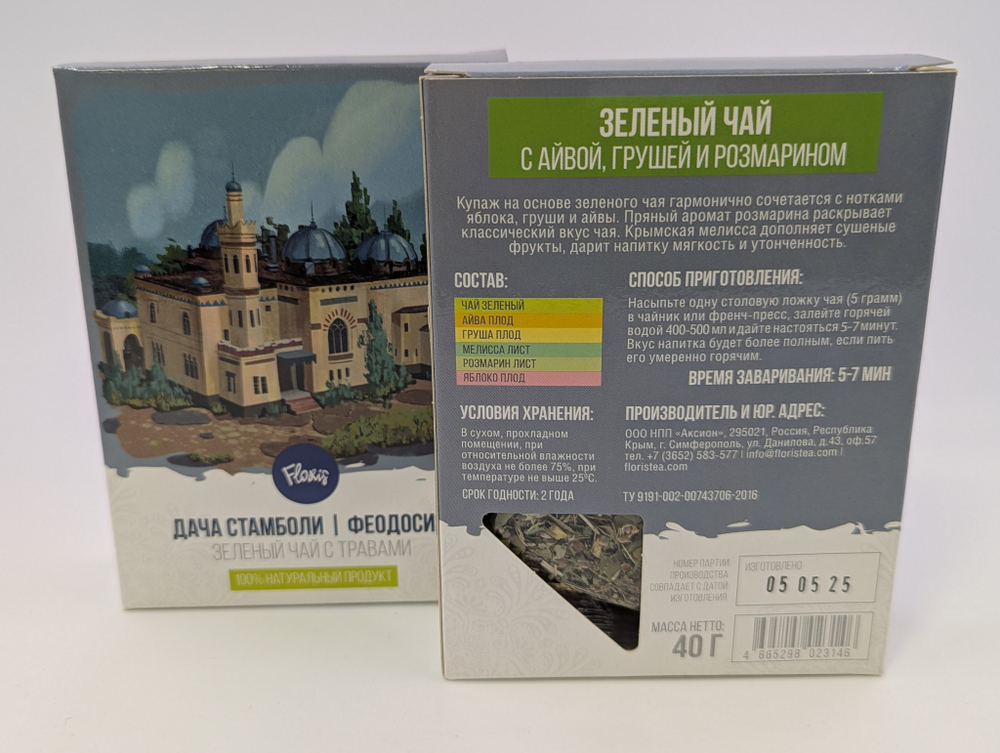 Floris
ДАЧА СТАМБОЛИ | ФЕОДОСИ
ЗЕЛЕНЫЙ ЧАЙ С ТРАВАМИ
100% НАТУРАЛЬНЫЙ ПРОДУКТ
ЗЕЛЕНЫЙ ЧАЙ
С АЙВОЙ, ГРУШЕЙ И РОЗМАРИНОМ
Купаж на основе зеленого чая гармонично сочетается с нотками
яблока, груши и айвы. Пряный аромат розмарина раскрывает
классический вкус чая. Крымская мелисса дополняет сушеные
фрукты, дарит напитку мягкость и утонченность.
СОСТАВ:
ЧАЙ ЗЕЛЕНЫЙ
АЙВА ПЛОД
ГРУША ПЛОД
МЕЛИССА ЛИСТ
РОЗМАРИН ЛИСТ
ЯБЛОКО ПЛОД
СПОСОБ ПРИГОТОВЛЕНИЯ:
Насыпьте одну столовую ложку чая (5 грамм)
в чайник или френч-пресс, залейте горячей
водой 400-500 мл и дайте настояться 5-7 минут.
Вкус напитка будет более полным, если пить
его умеренно горячим.
ВРЕМЯ ЗАВАРИВАНИЯ: 5-7 МИН
УСЛОВИЯ ХРАНЕНИЯ:
В сухом, прохладном
помещении, при
относительной влажности
воздуха не более 75%, при
температуре не выше 25°С.
СРОК ГОДНОСТИ: 2 ГОДА
ПРОИЗВОДИТЕЛЬ И ЮР. АДРЕС:
ООО НПП «Аксион», 295021, Россия, Республика
Крым, г. Симферополь, ул. Данилова, д.43, оф.57
тел. +7 (3652) 583-577 | info@floristea.com |
floristea.com
ТУ 9191-002-00743706-2016
НОМЕР ПАРТИИ
ПРОИЗВОДСТВА
СОВПАДАЕТ С ДАТОЙ
ИЗГОТОВЛЕНИЯ
ИЗГОТОВЛЕНО
05 05 25
МАССА НЕТТО:
40 Г
4 665298 023146